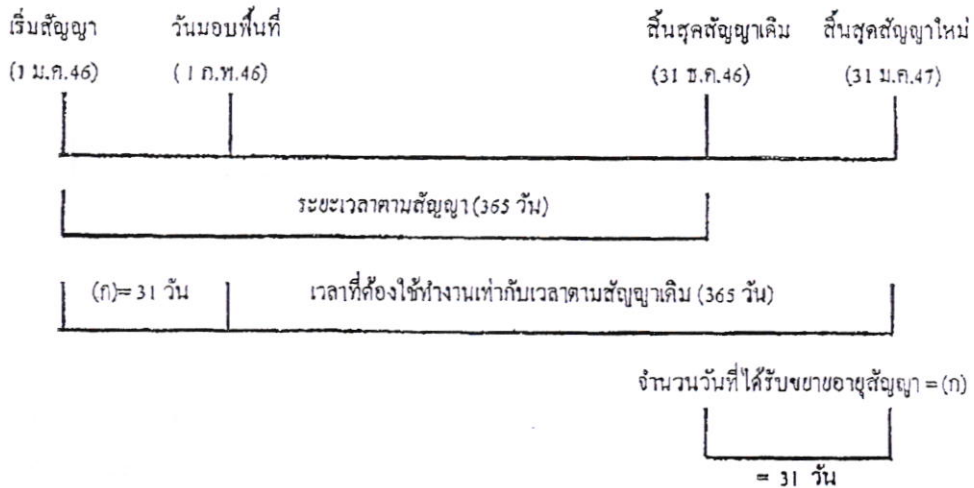 เริ่มสัญญา วันมอบพื้นที่ สิ้นสุดสัญญาเดิม สิ้นสุดสัญญาใหม่
(1 ม.ค.46) (1 ก.พ.46) (31 ธ.ค.46) (31 ม.ค.47)
ระยะเวลาตามสัญญา (365 วัน)
(ก)= 31 วัน เวลาที่ต้องใช้ทำงานเท่ากับเวลาตามสัญญาเดิม (365 วัน)
จำนวนวันที่ได้รับขยายอายุสัญญา = (ก)
= 31 วัน